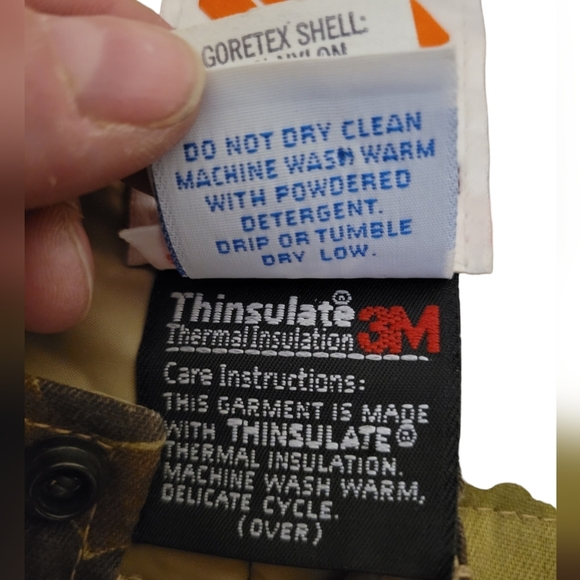 GORETEX SHELL:
NYLON
DO NOT DRY CLEAN
MACHINE WASH WARM
WITH POWDERED
DETERGENT.
DRIP OR TUMBLE
DRY LOW.
Thinsulate®
Thermal Insulation 3M
Care Instructions:
THIS GARMENT IS MADE
WITH THINSULATE®
THERMAL INSULATION.
MACHINE WASH WARM,
DELICATE CYCLE.
(OVER)